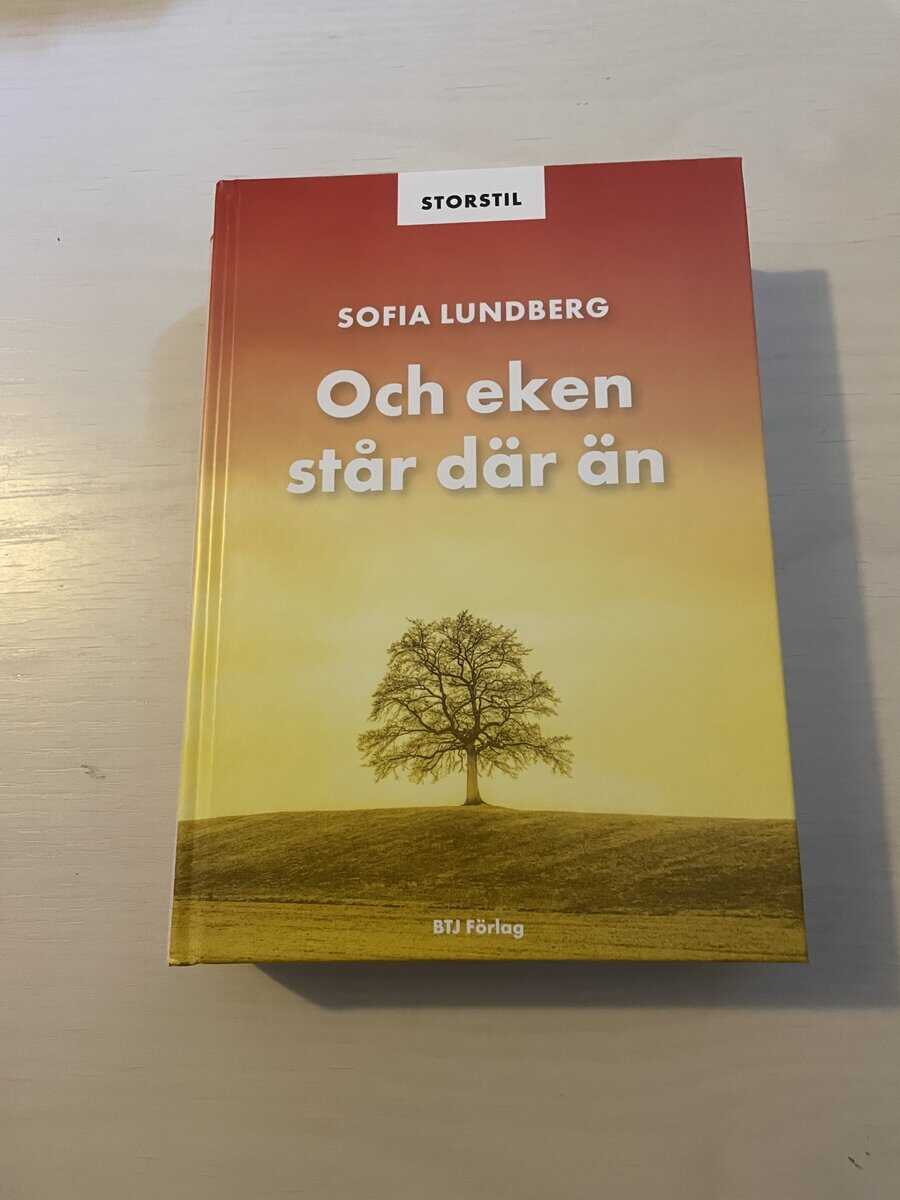 STORSTIL
SOFIA LUNDBERG
Och eken
står där än
BTJ Förlag